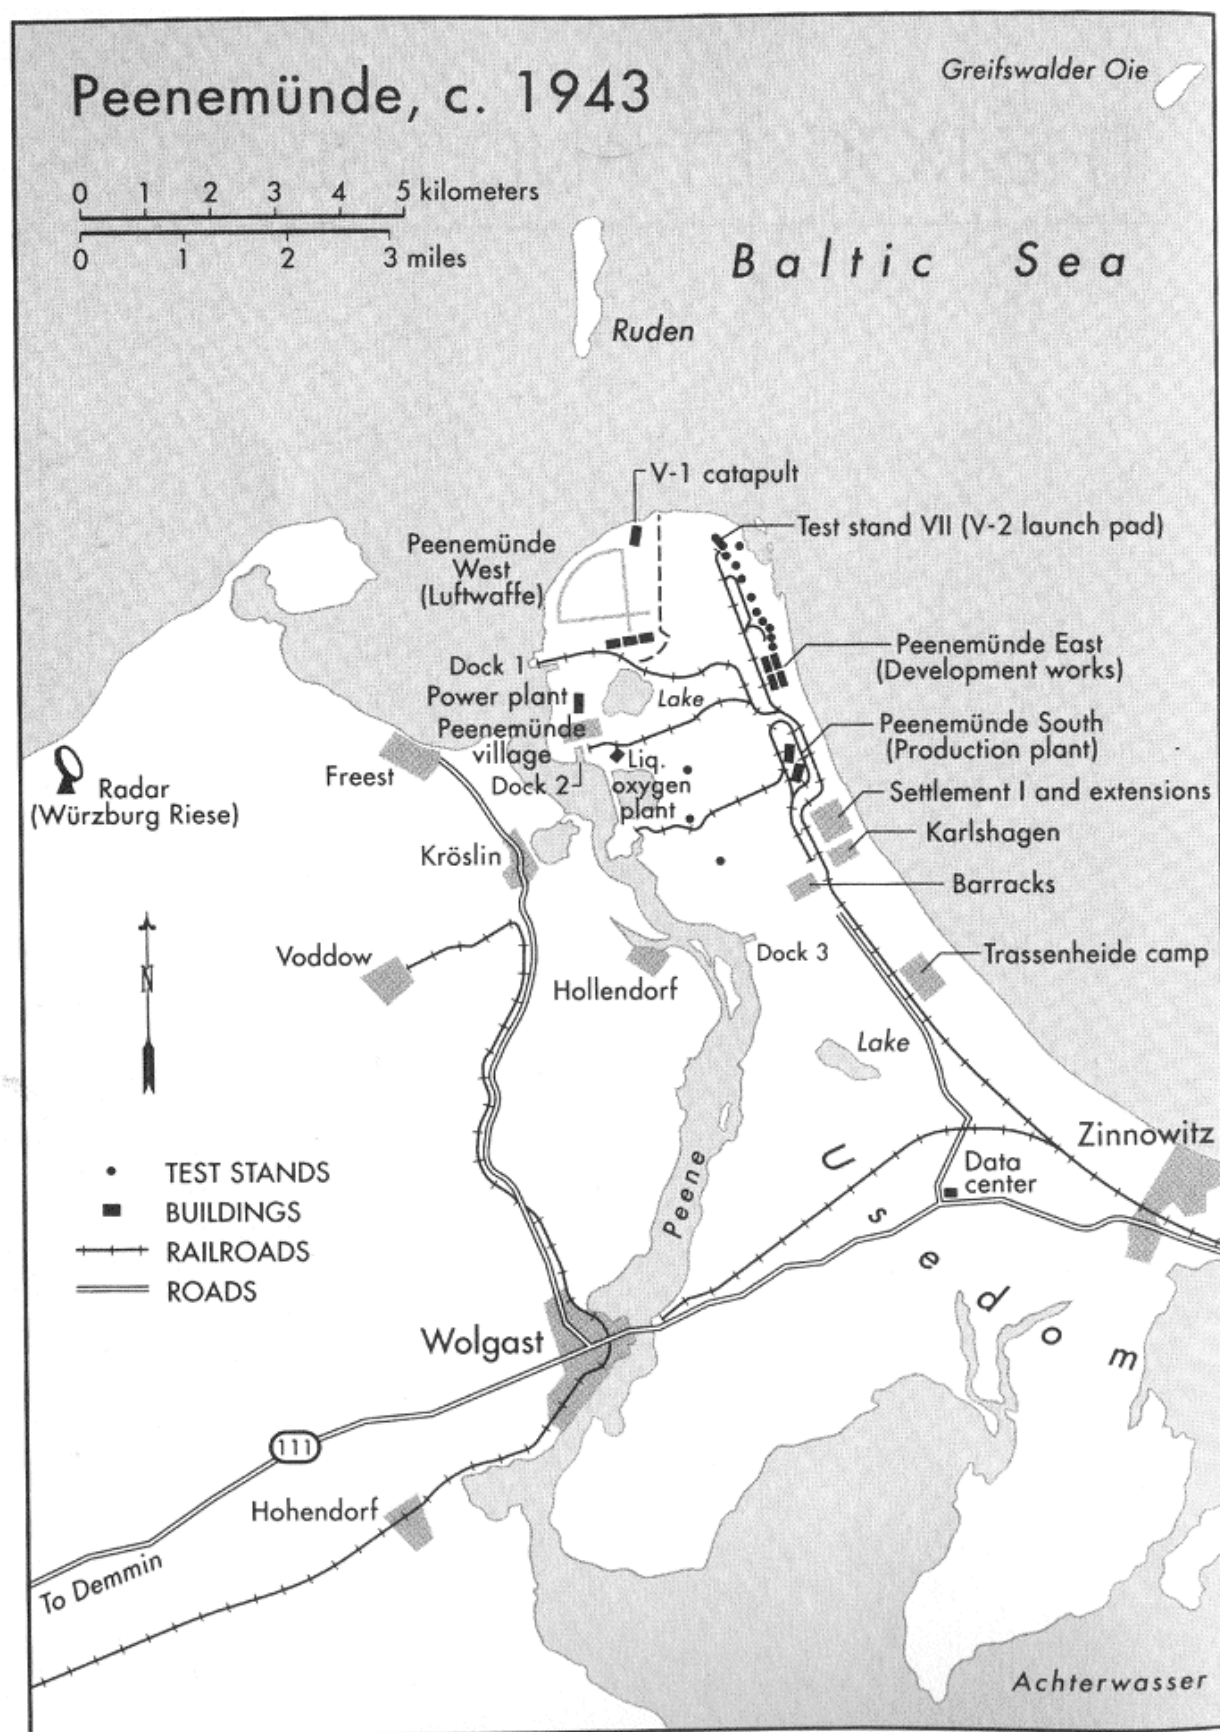 Peenemünde, c. 1943
Greifswalder Oie
0 1 2 3 4 5 kilometers
0 1 2 3 miles
Baltic Sea
Ruden
V-1 catapult
Test stand VII (V-2 launch pad)
Peenemünde
West
(Luftwaffe)
Peenemünde East
(Development works)
Dock 1
Power plant
Lake
Peenemünde
village
Peenemünde South
(Production plant)
Freest
Dock 2
Liq.
oxygen
plant
Radar
(Würzburg Riese)
Settlement I and extensions
Karlshagen
Kröslin
Barracks
Voddow
Dock 3
Trassenheide camp
N
Hollendorf
Lake
Zinnowitz
TEST STANDS
BUILDINGS
RAILROADS
ROADS
Peene
Data
center
Usedom
Wolgast
111
Hohendorf
To Demmin
Achterwasser